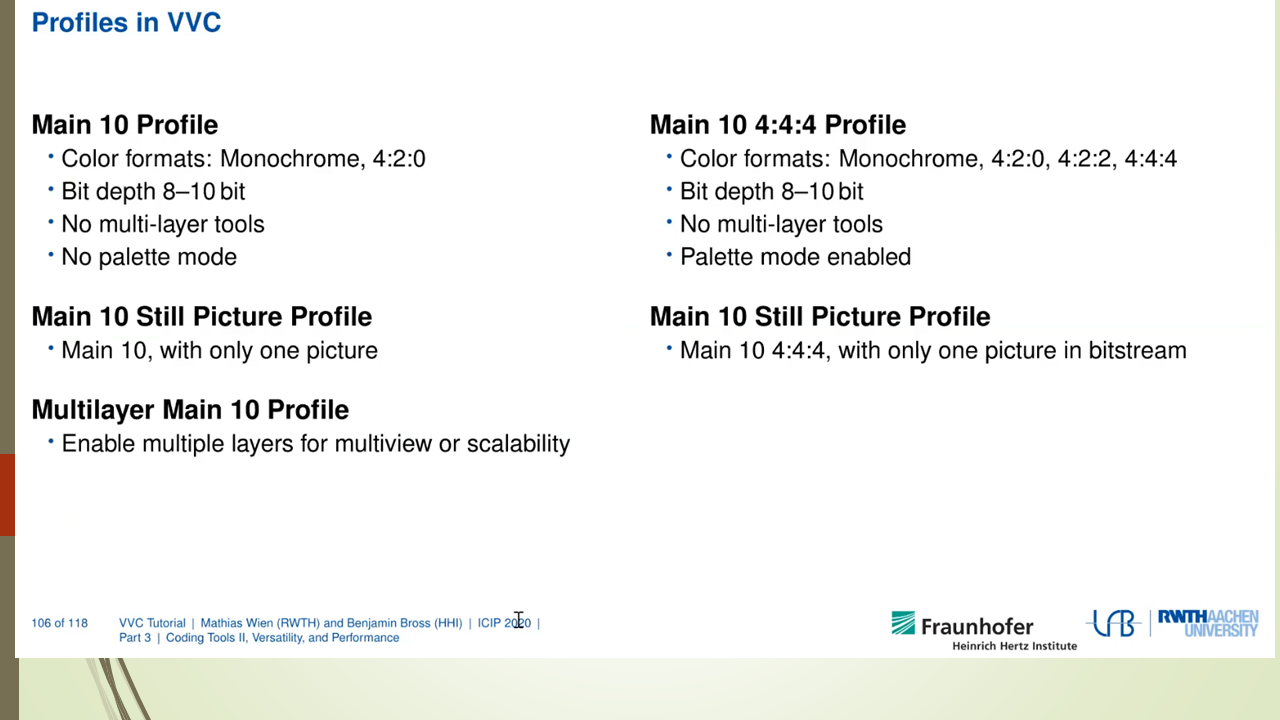 Profiles in VVC
Main 10 Profile
• Color formats: Monochrome, 4:2:0
• Bit depth 8–10 bit
• No multi-layer tools
• No palette mode
Main 10 Still Picture Profile
• Main 10, with only one picture
Multilayer Main 10 Profile
• Enable multiple layers for multiview or scalability
Main 10 4:4:4 Profile
• Color formats: Monochrome, 4:2:0, 4:2:2, 4:4:4
• Bit depth 8–10 bit
• No multi-layer tools
• Palette mode enabled
Main 10 Still Picture Profile
• Main 10 4:4:4, with only one picture in bitstream
106 of 118
VVC Tutorial | Mathias Wien (RWTH) and Benjamin Bross (HHI) | ICIP 2020 |
Part 3 | Coding Tools II, Versatility, and Performance
Fraunhofer
Heinrich Hertz Institute
LFB
RWTH AACHEN
UNIVERSITY